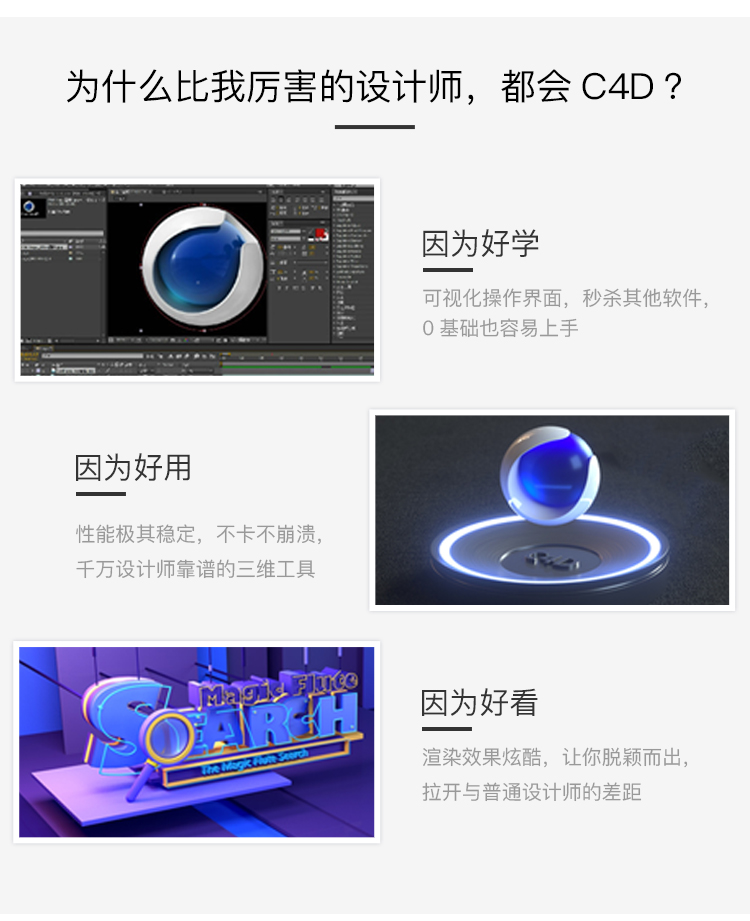 为什么比我厉害的设计师，都会 C4D ?
因为好学
可视化操作界面，秒杀其他软件，
0 基础也容易上手
因为好用
性能极其稳定，不卡不崩溃，
千万设计师靠谱的三维工具
Magic Flute
SEARCH
The Magic Flute Search
因为好看
渲染效果炫酷，让你脱颖而出，
拉开与普通设计师的差距